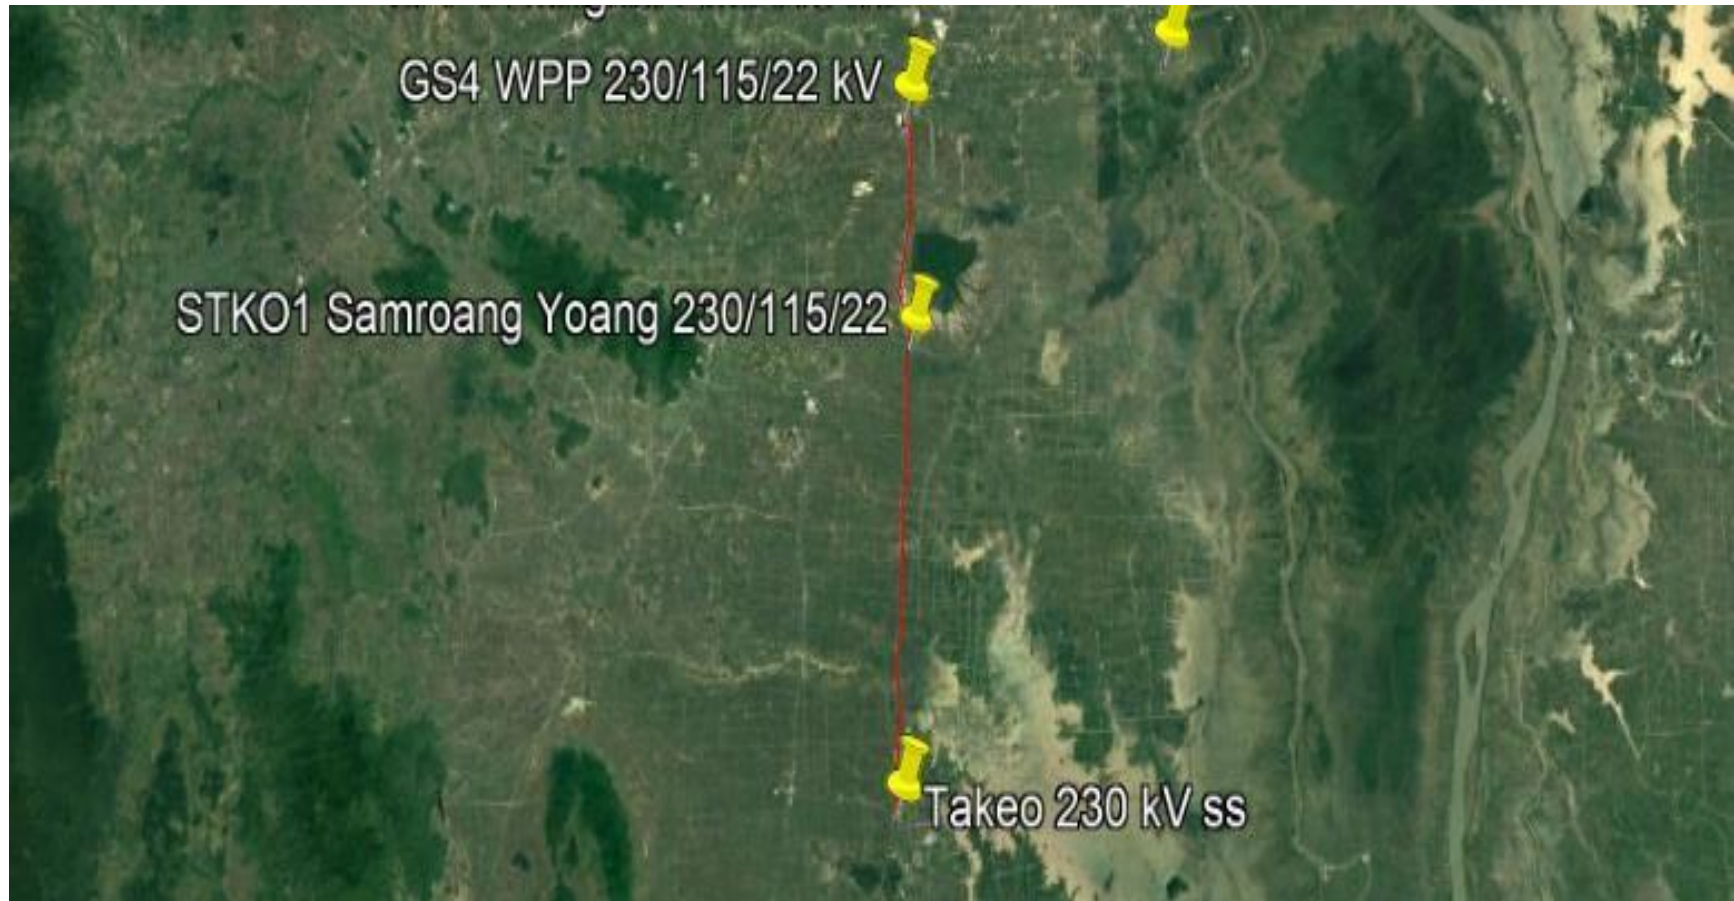 GS4 WPP 230/115/22 kV
STKO1 Samroang Yoang 230/115/22
Takeo 230 kV ss